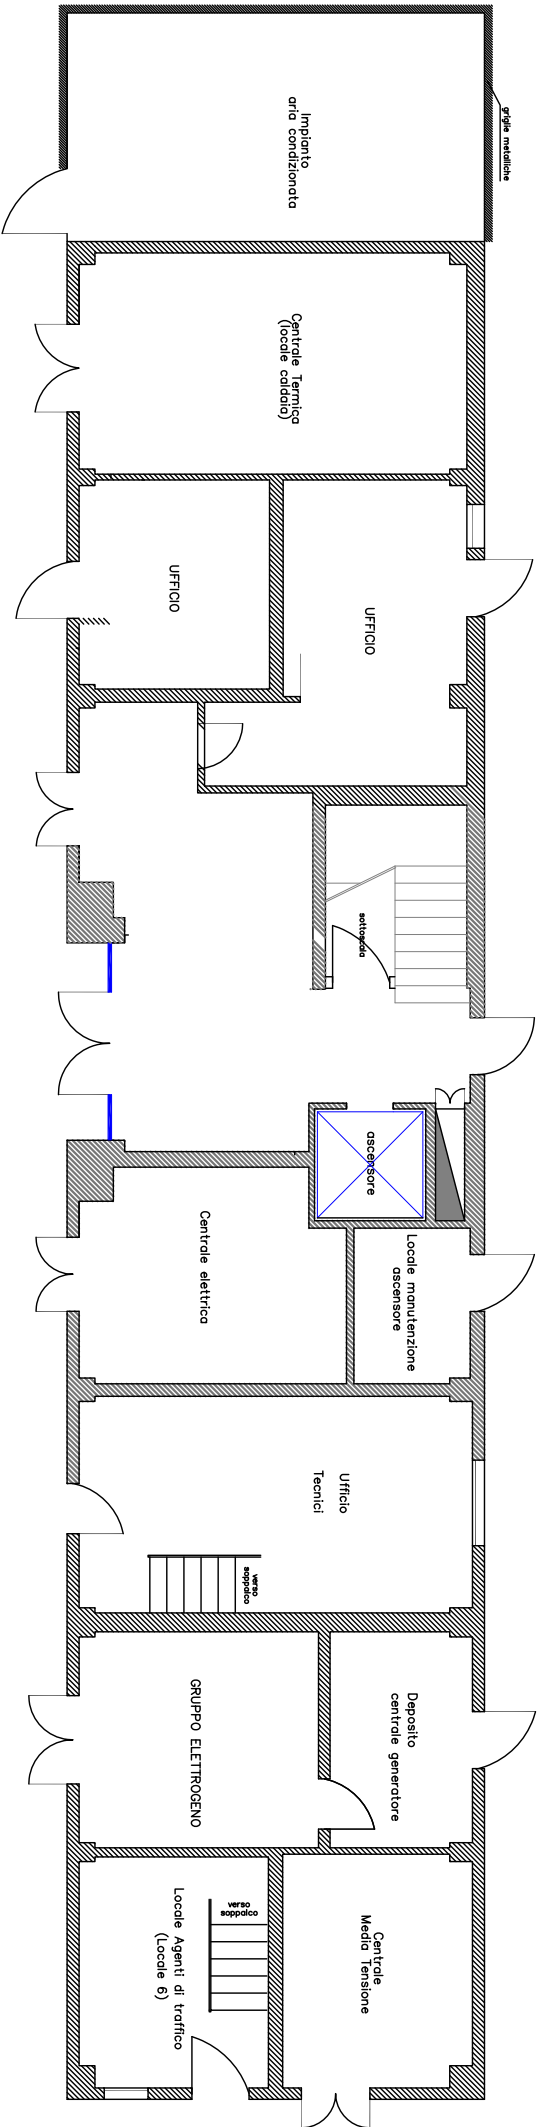 griglie metalliche
Impianto
aria condizionata
Centrale Termica
(locale caldaia)
UFFICIO
UFFICIO
sottoscala
ascensore
Locale manutenzione
ascensore
Centrale elettrica
Ufficio
Tecnici
verso
soppalco
Deposito
centrale generatore
GRUPPO ELETTROGENO
verso
soppalco
Locale Agenti di traffico
(Locale 6)
Centrale
Media Tensione